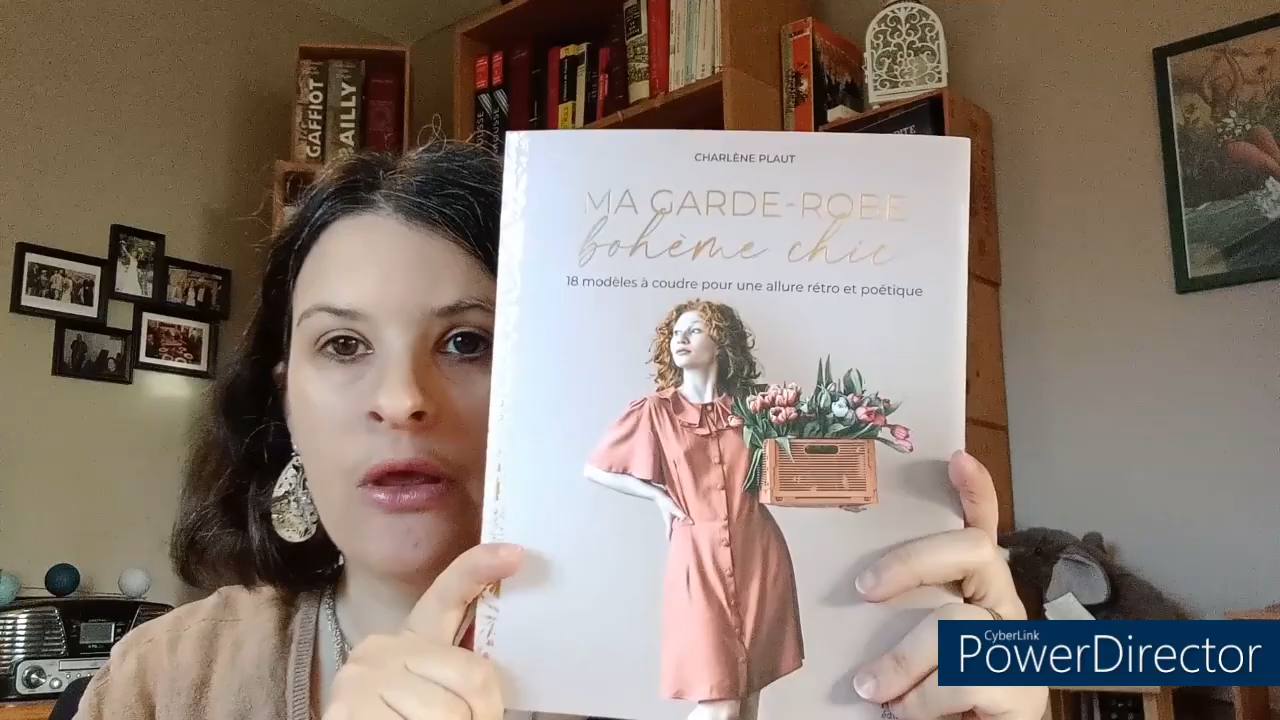 GAFFIOT
BAILLY
CHARLÈNE PLAUT
MA GARDE-ROBE
bohème chic
18 modèles à coudre pour une allure rétro et poétique
CyberLink
PowerDirector